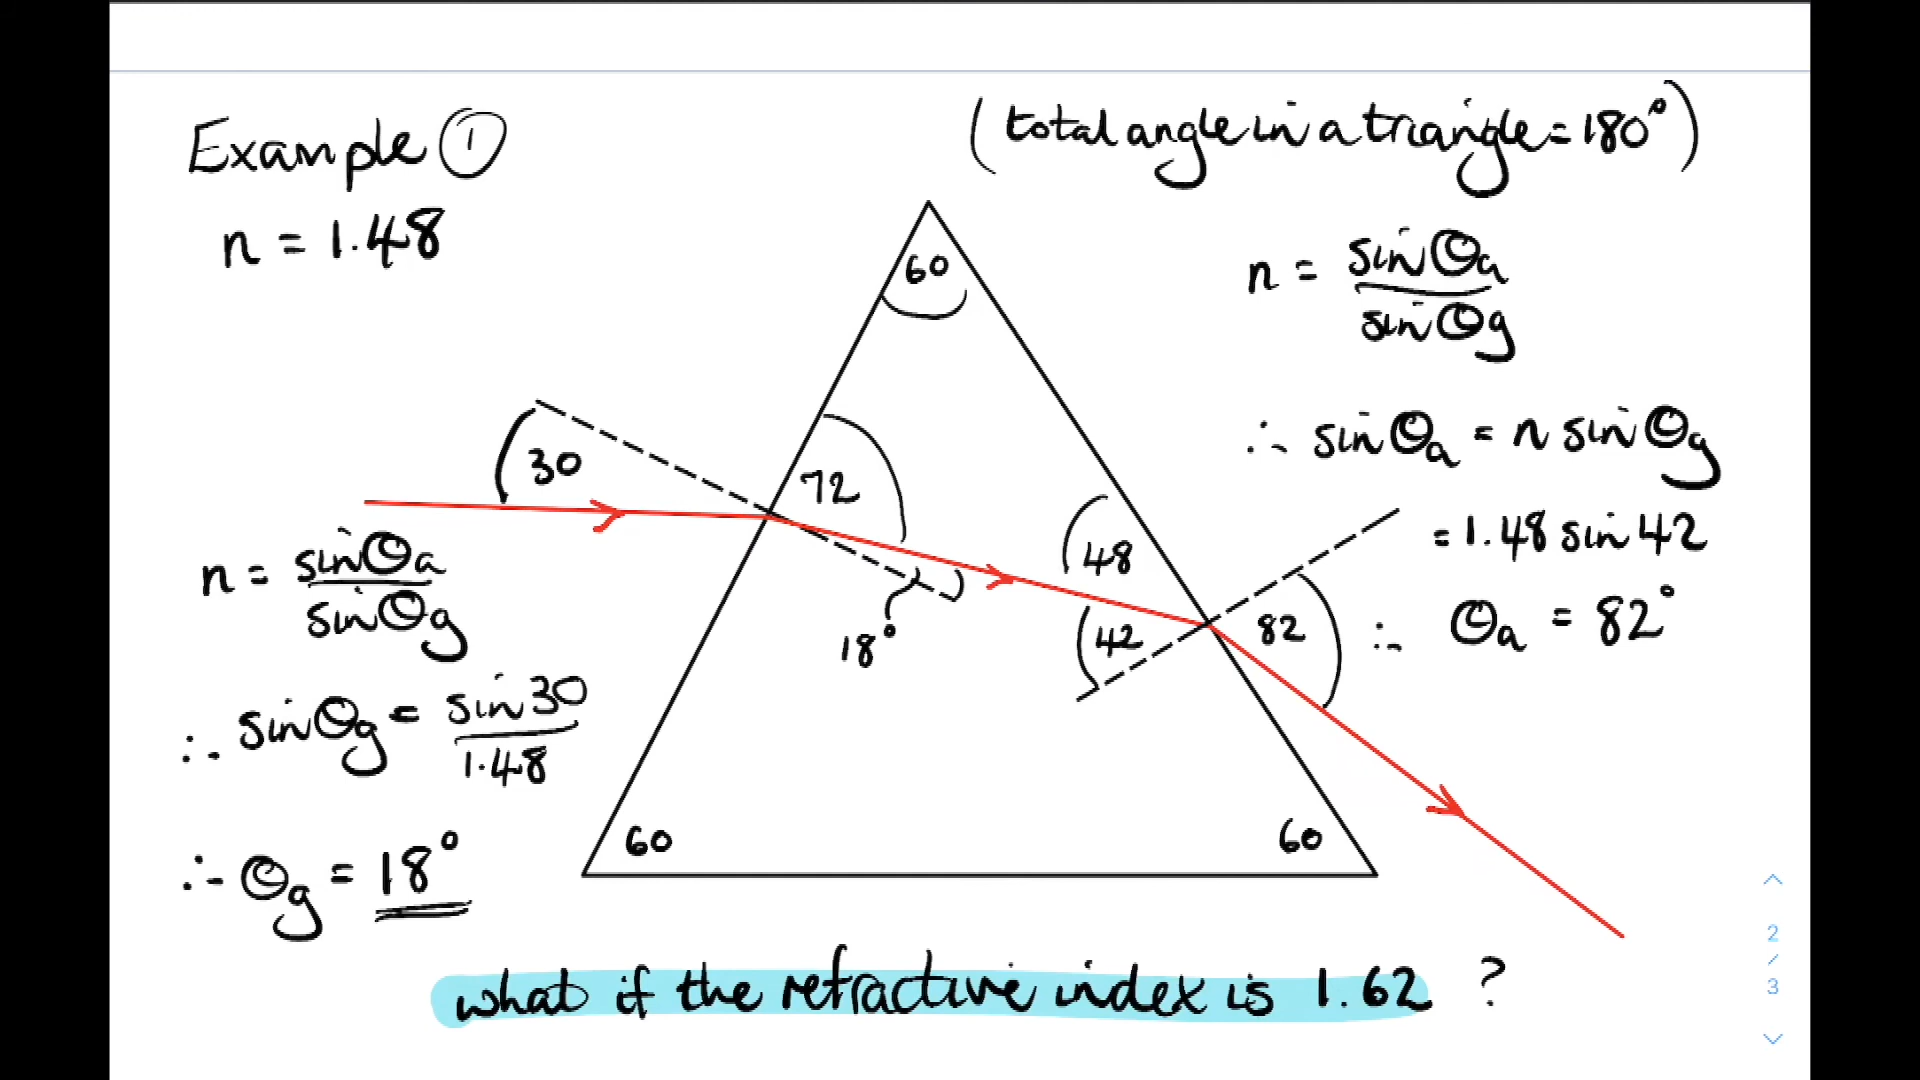 Example ①
n = 1.48
(total angle in a triangle = 180°)
60
n = sinθa / sinθg
∴ sinθa = n sinθg
= 1.48 sin 42
∴ θa = 82°
30
72
18°
48
42
82
n = sinθa / sinθg
∴ sinθg = sin30 / 1.48
∴ θg = 18°
60
60
what if the refractive index is 1.62 ?
2
/
3